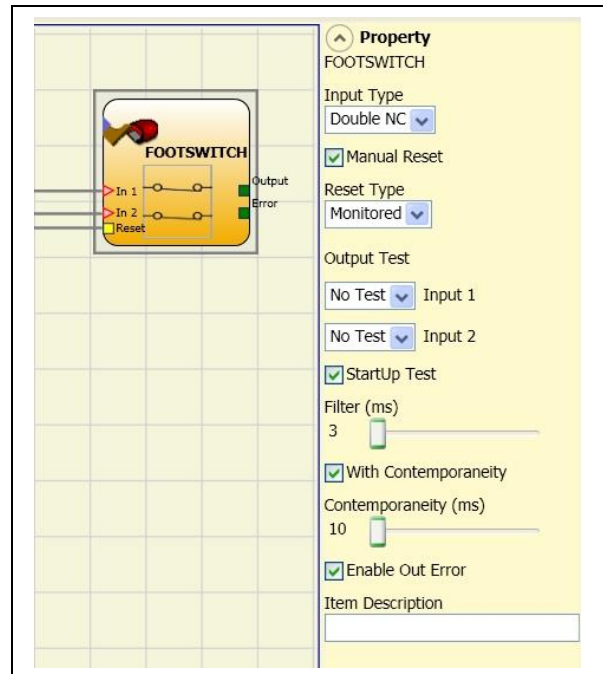 FOOTSWITCH
In 1
In 2
Reset
Output
Error
Property
FOOTSWITCH
Input Type
Double NC
Manual Reset
Reset Type
Monitored
Output Test
No Test Input 1
No Test Input 2
StartUp Test
Filter (ms)
3
With Contemporaneity
Contemporaneity (ms)
10
Enable Out Error
Item Description